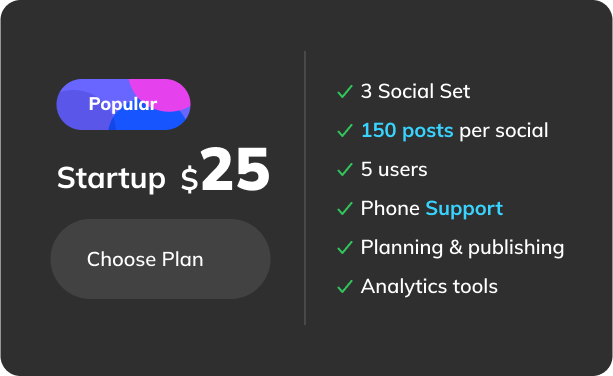 Popular
Startup $25
Choose Plan
3 Social Set
150 posts per social
5 users
Phone Support
Planning & publishing
Analytics tools